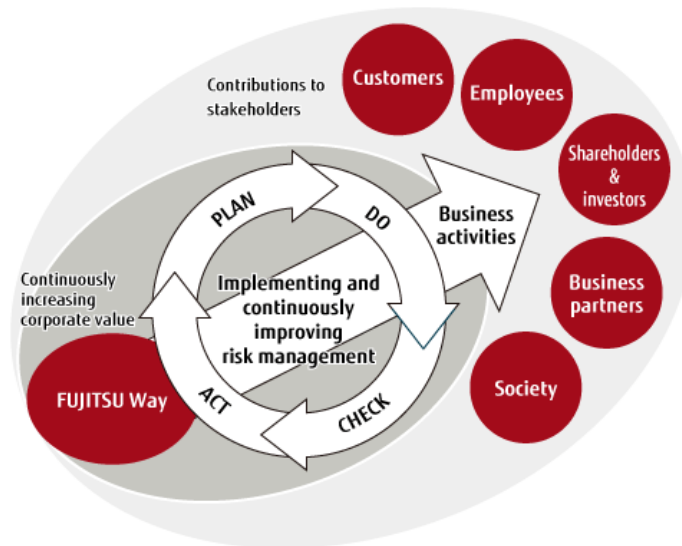 Contributions to
stakeholders
Customers
Employees
Shareholders
&
investors
Business
partners
Society
Business
activities
PLAN
DO
CHECK
ACT
Implementing and
continuously
improving
risk management
Continuously
increasing
corporate value
FUJITSU Way